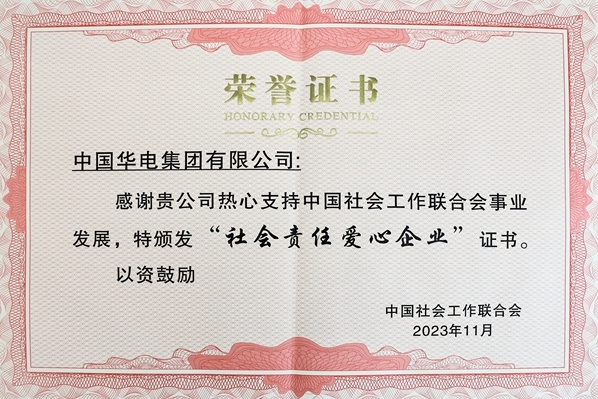 荣誉证书
HONORARY CREDENTIAL
中国华电集团有限公司:
感谢贵公司热心支持中国社会工作联合会事业
发展，特颁发“社会责任爱心企业”证书。
以资鼓励
中国社会工作联合会
2023年11月